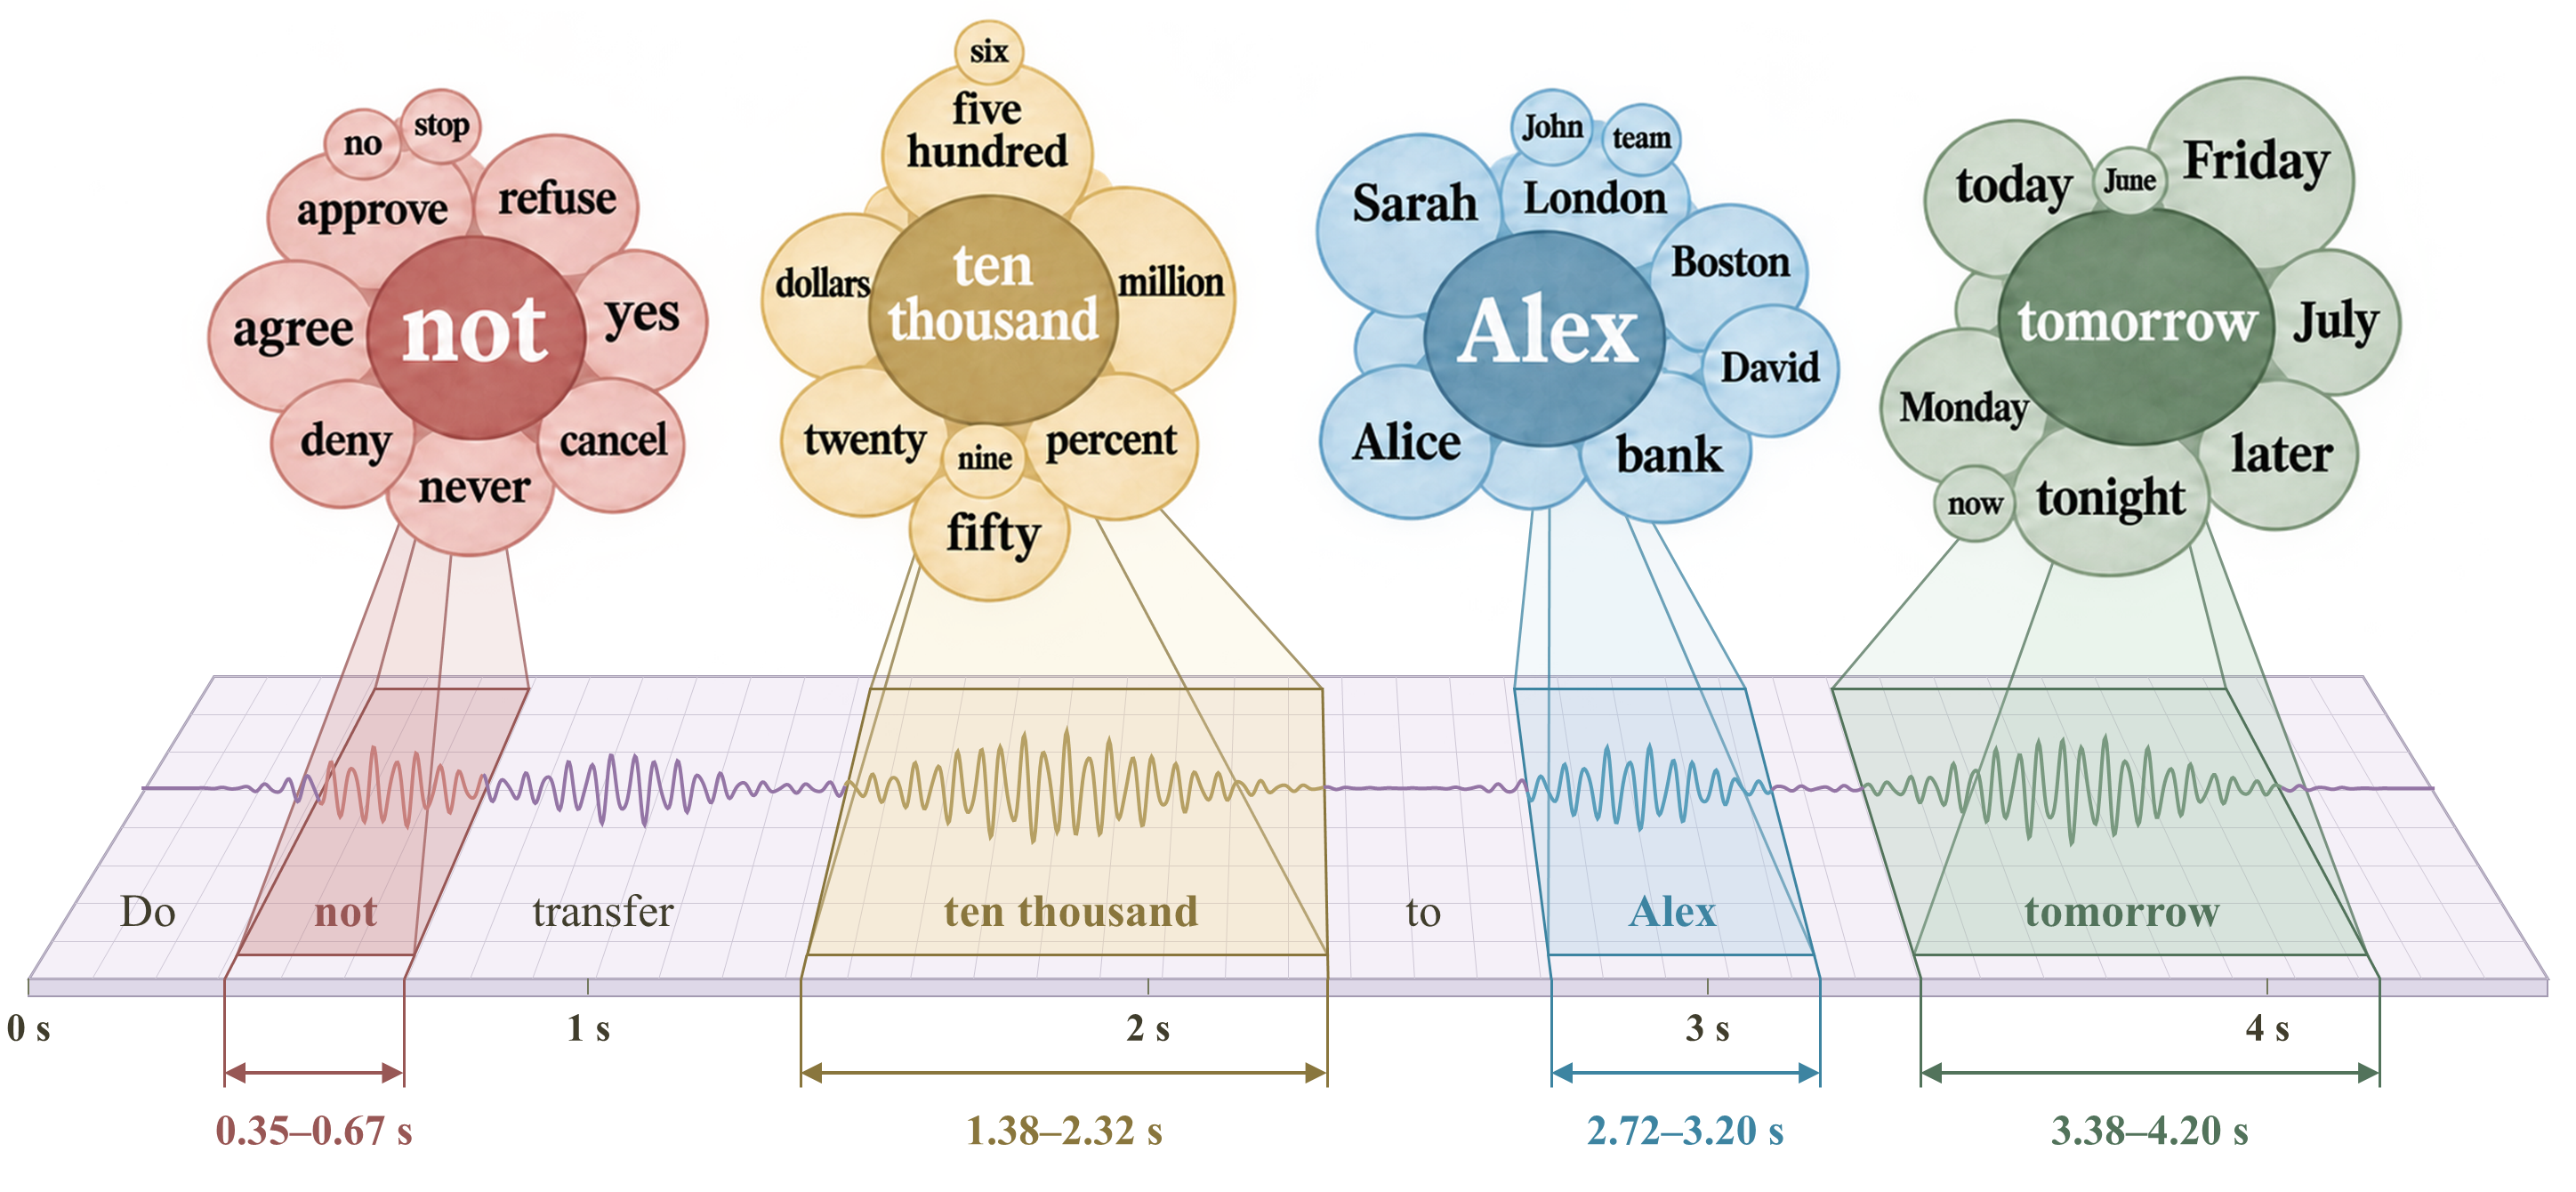 no
stop
approve
refuse
agree
not
yes
deny
cancel
never
six
five
hundred
dollars
ten
thousand
million
twenty
nine
percent
fifty
John
team
Sarah
London
Boston
Alex
David
Alice
bank
today
June
Friday
tomorrow
July
Monday
later
now
tonight
Do not transfer ten thousand to Alex tomorrow
0 s 1 s 2 s 3 s 4 s
0.35–0.67 s 1.38–2.32 s 2.72–3.20 s 3.38–4.20 s